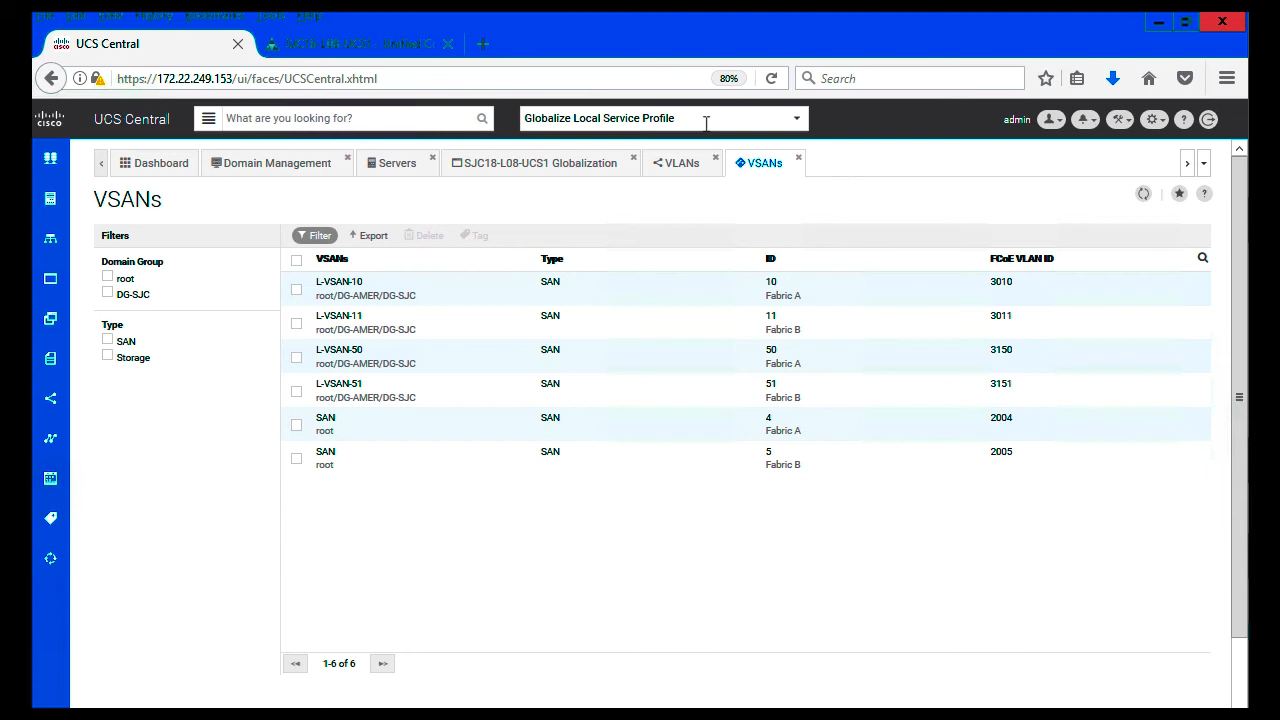 UCS Central
https://172.22.249.153/ui/faces/UCSCentral.xhtml
80%
Search
CISCO
UCS Central
What are you looking for?
Globalize Local Service Profile
admin
Dashboard
Domain Management
Servers
SJC18-L08-UCS1 Globalization
VLANs
VSANs
VSANs
Filters
Filter
Export
Delete
Tag
Domain Group
root
DG-SJC
Type
SAN
Storage
VSANs Type ID FCoE VLAN ID
L-VSAN-10 SAN 10 3010
root/DG-AMER/DG-SJC Fabric A
L-VSAN-11 SAN 11 3011
root/DG-AMER/DG-SJC Fabric B
L-VSAN-50 SAN 50 3150
root/DG-AMER/DG-SJC Fabric A
L-VSAN-51 SAN 51 3151
root/DG-AMER/DG-SJC Fabric B
SAN SAN 4 2004
root Fabric A
SAN SAN 5 2005
root Fabric B
1-6 of 6